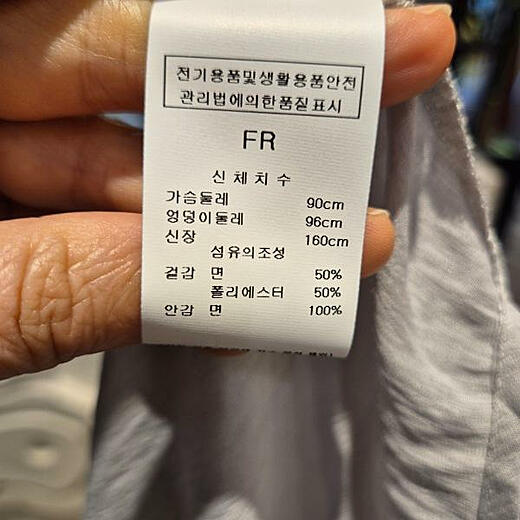 전기용품및생활용품안전
관리법에의한품질표시
FR
신체치수
가슴둘레 90cm
엉덩이둘레 96cm
신장 160cm
섬유의조성
겉감 면 50%
폴리에스터 50%
안감 면 100%